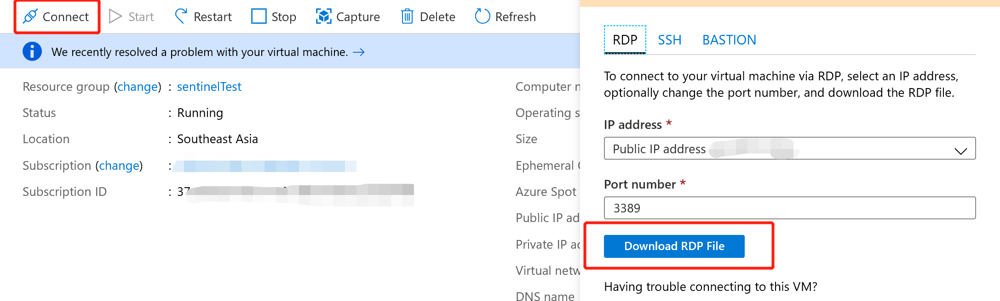 Connect Start Restart Stop Capture Delete Refresh
We recently resolved a problem with your virtual machine. →
Resource group (change) : sentinelTest
Status : Running
Location : Southeast Asia
Subscription (change) :
Subscription ID : 37
Computer n
Operating s
Size
Ephemeral
Azure Spot
Public IP ad
Private IP ad
Virtual netw
DNS name
RDP SSH BASTION
To connect to your virtual machine via RDP, select an IP address,
optionally change the port number, and download the RDP file.
IP address *
Public IP address
Port number *
3389
Download RDP File
Having trouble connecting to this VM?